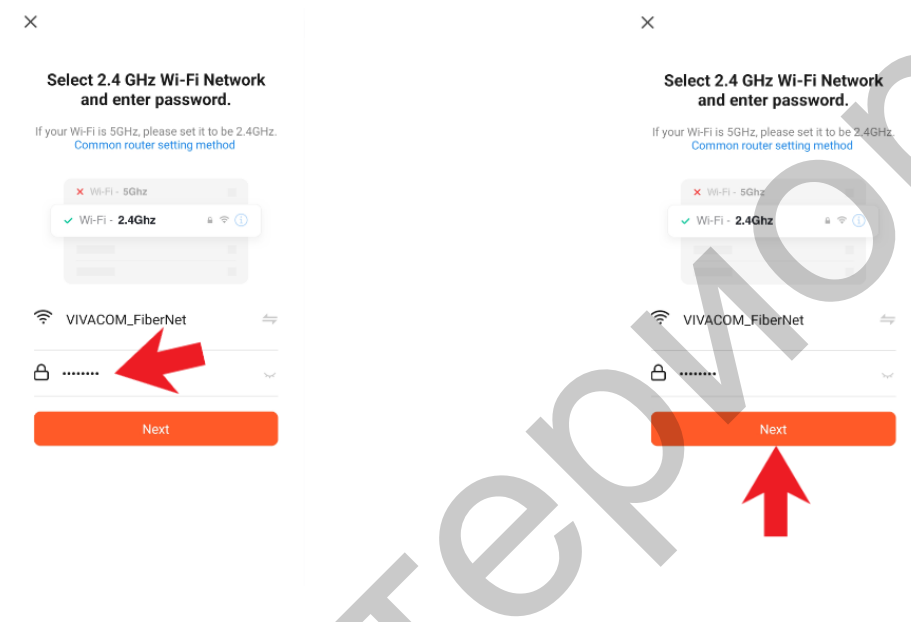 Select 2.4 GHz Wi-Fi Network
and enter password.
If your Wi-Fi is 5GHz, please set it to be 2.4GHz.
Common router setting method
Wi-Fi - 5Ghz
Wi-Fi - 2.4Ghz
VIVACOM_FiberNet
••••••••
Next
Select 2.4 GHz Wi-Fi Network
and enter password.
If your Wi-Fi is 5GHz, please set it to be 2.4GHz.
Common router setting method
Wi-Fi - 5Ghz
Wi-Fi - 2.4Ghz
VIVACOM_FiberNet
••••••••
Next